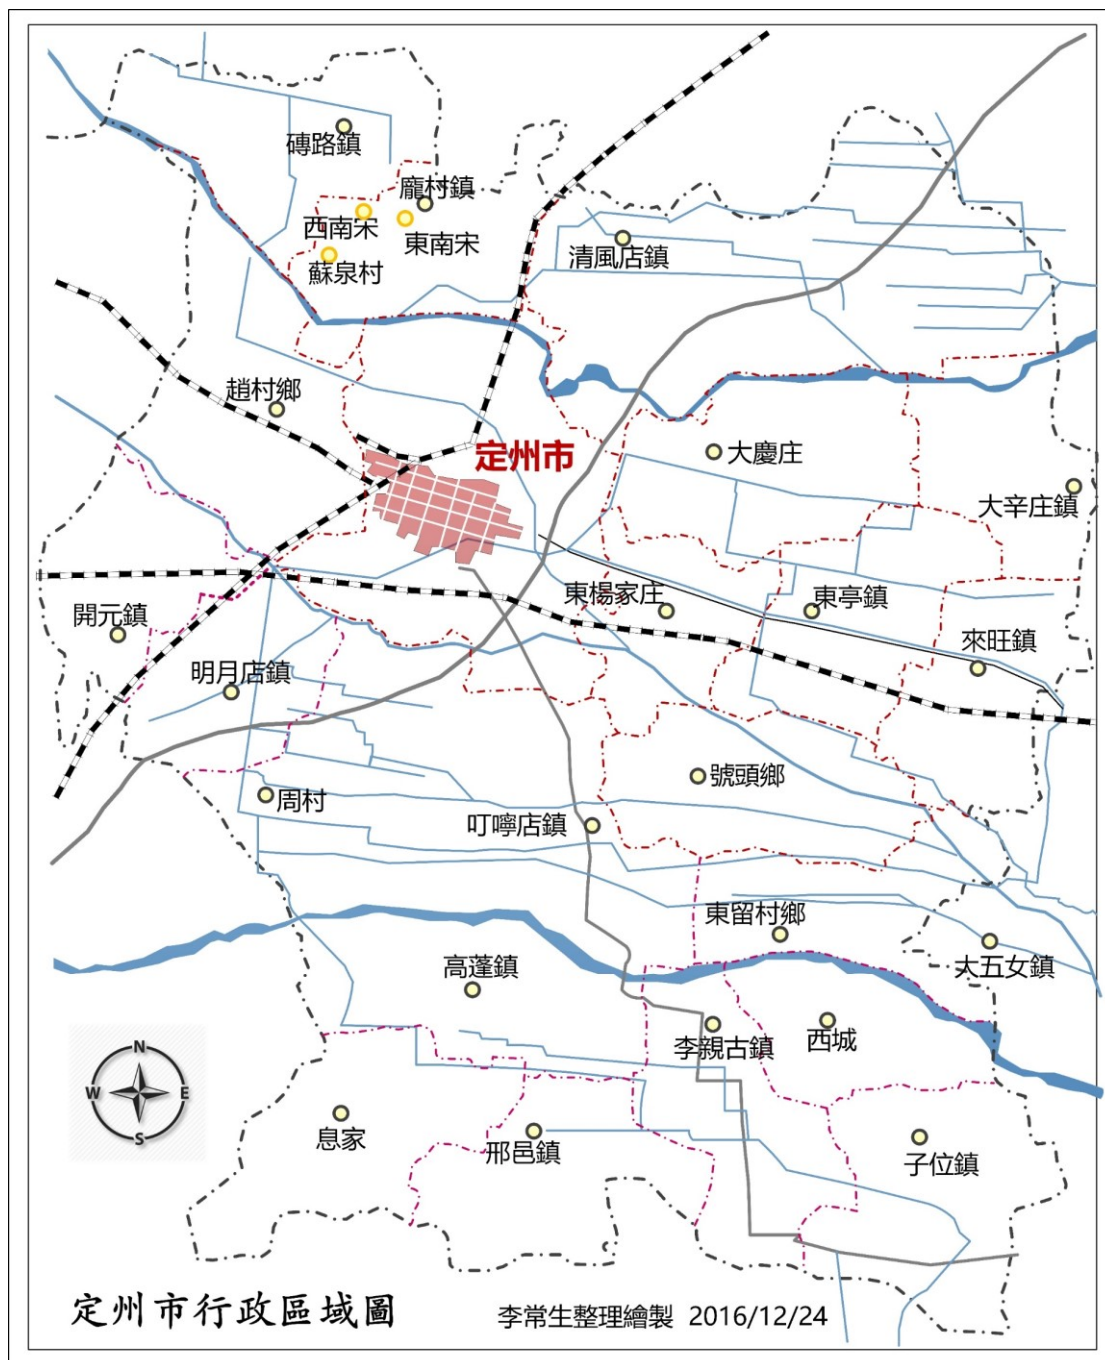 磚路鎮
龐村鎮
西南宋
東南宋
清風店鎮
蘇泉村
趙村鄉
定州市
大慶庄
大辛庄鎮
東楊家庄
東亭鎮
開元鎮
來旺鎮
明月店鎮
號頭鄉
周村
叮嚀店鎮
東留村鄉
大五女鎮
高蓬鎮
李親古鎮
西城
N
W
E
S
息家
邢邑鎮
子位鎮
定州市行政區域圖
李常生整理繪製 2016/12/24